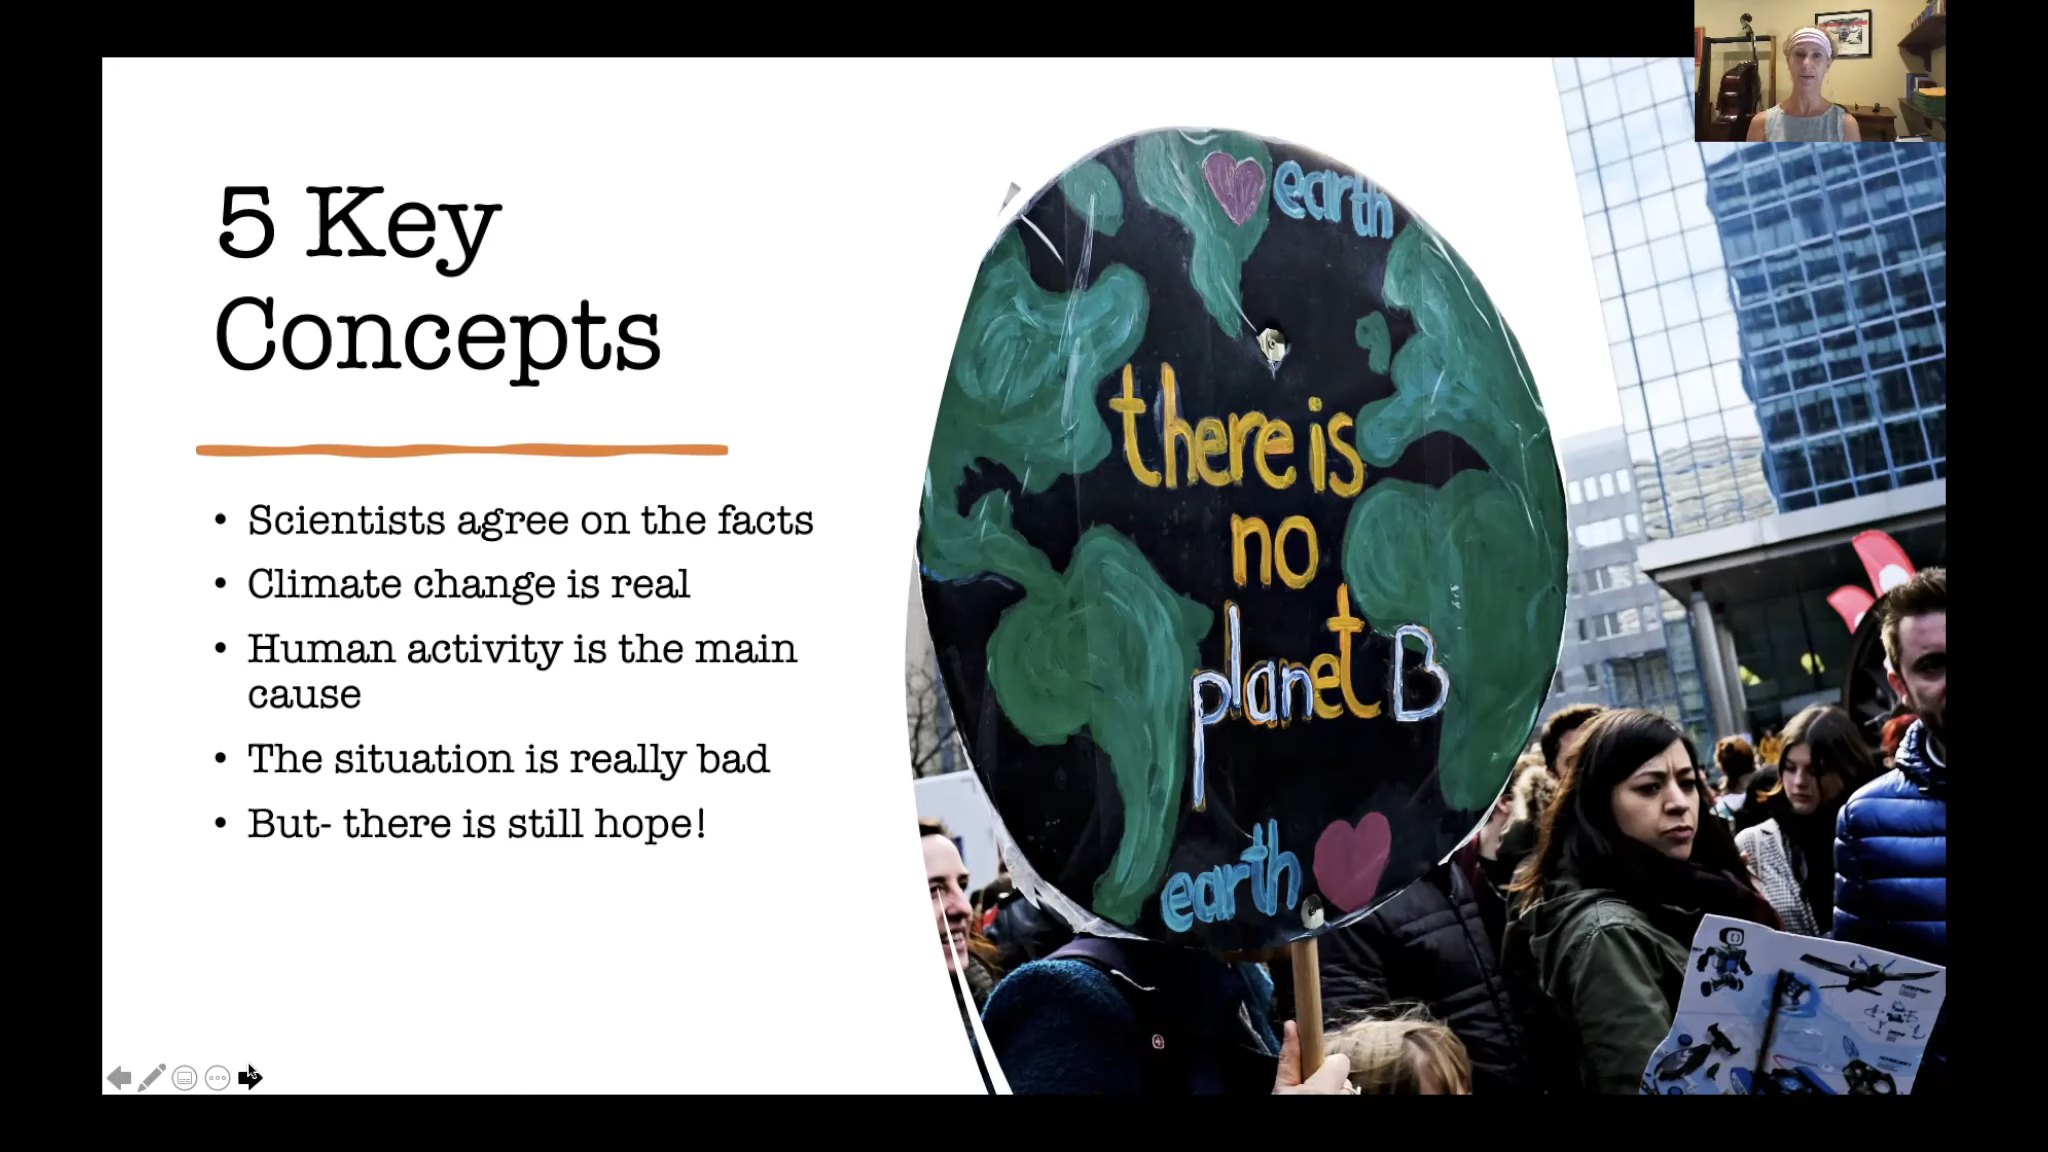 5 Key
Concepts
• Scientists agree on the facts
• Climate change is real
• Human activity is the main
cause
• The situation is really bad
• But- there is still hope!
earth
there is
no
planet B
earth